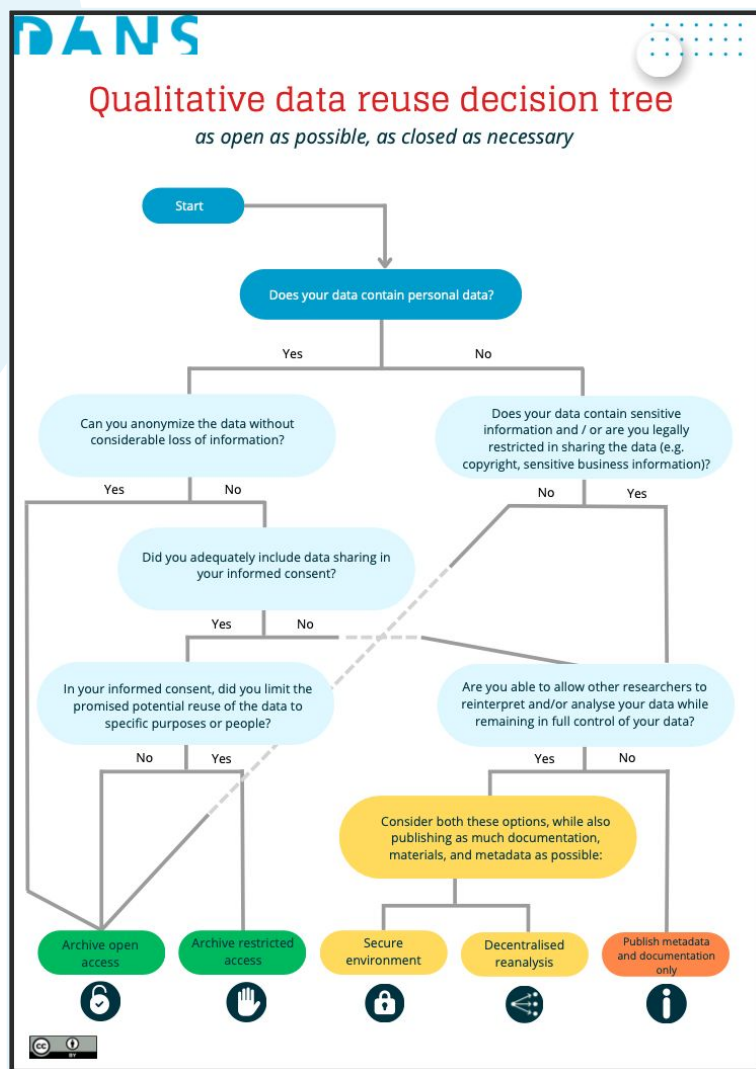 DANS
Qualitative data reuse decision tree
as open as possible, as closed as necessary
Start
Does your data contain personal data?
Yes
No
Can you anonymize the data without
considerable loss of information?
Does your data contain sensitive
information and / or are you legally
restricted in sharing the data (e.g.
copyright, sensitive business information)?
Yes
No
No
Yes
Did you adequately include data sharing in
your informed consent?
Yes
No
In your informed consent, did you limit the
promised potential reuse of the data to
specific purposes or people?
Are you able to allow other researchers to
reinterpret and/or analyse your data while
remaining in full control of your data?
No
Yes
Yes
No
Consider both these options, while also
publishing as much documentation,
materials, and metadata as possible:
Archive open
access
Archive restricted
access
Secure
environment
Decentralised
reanalysis
Publish metadata
and documentation
only
cc
BY